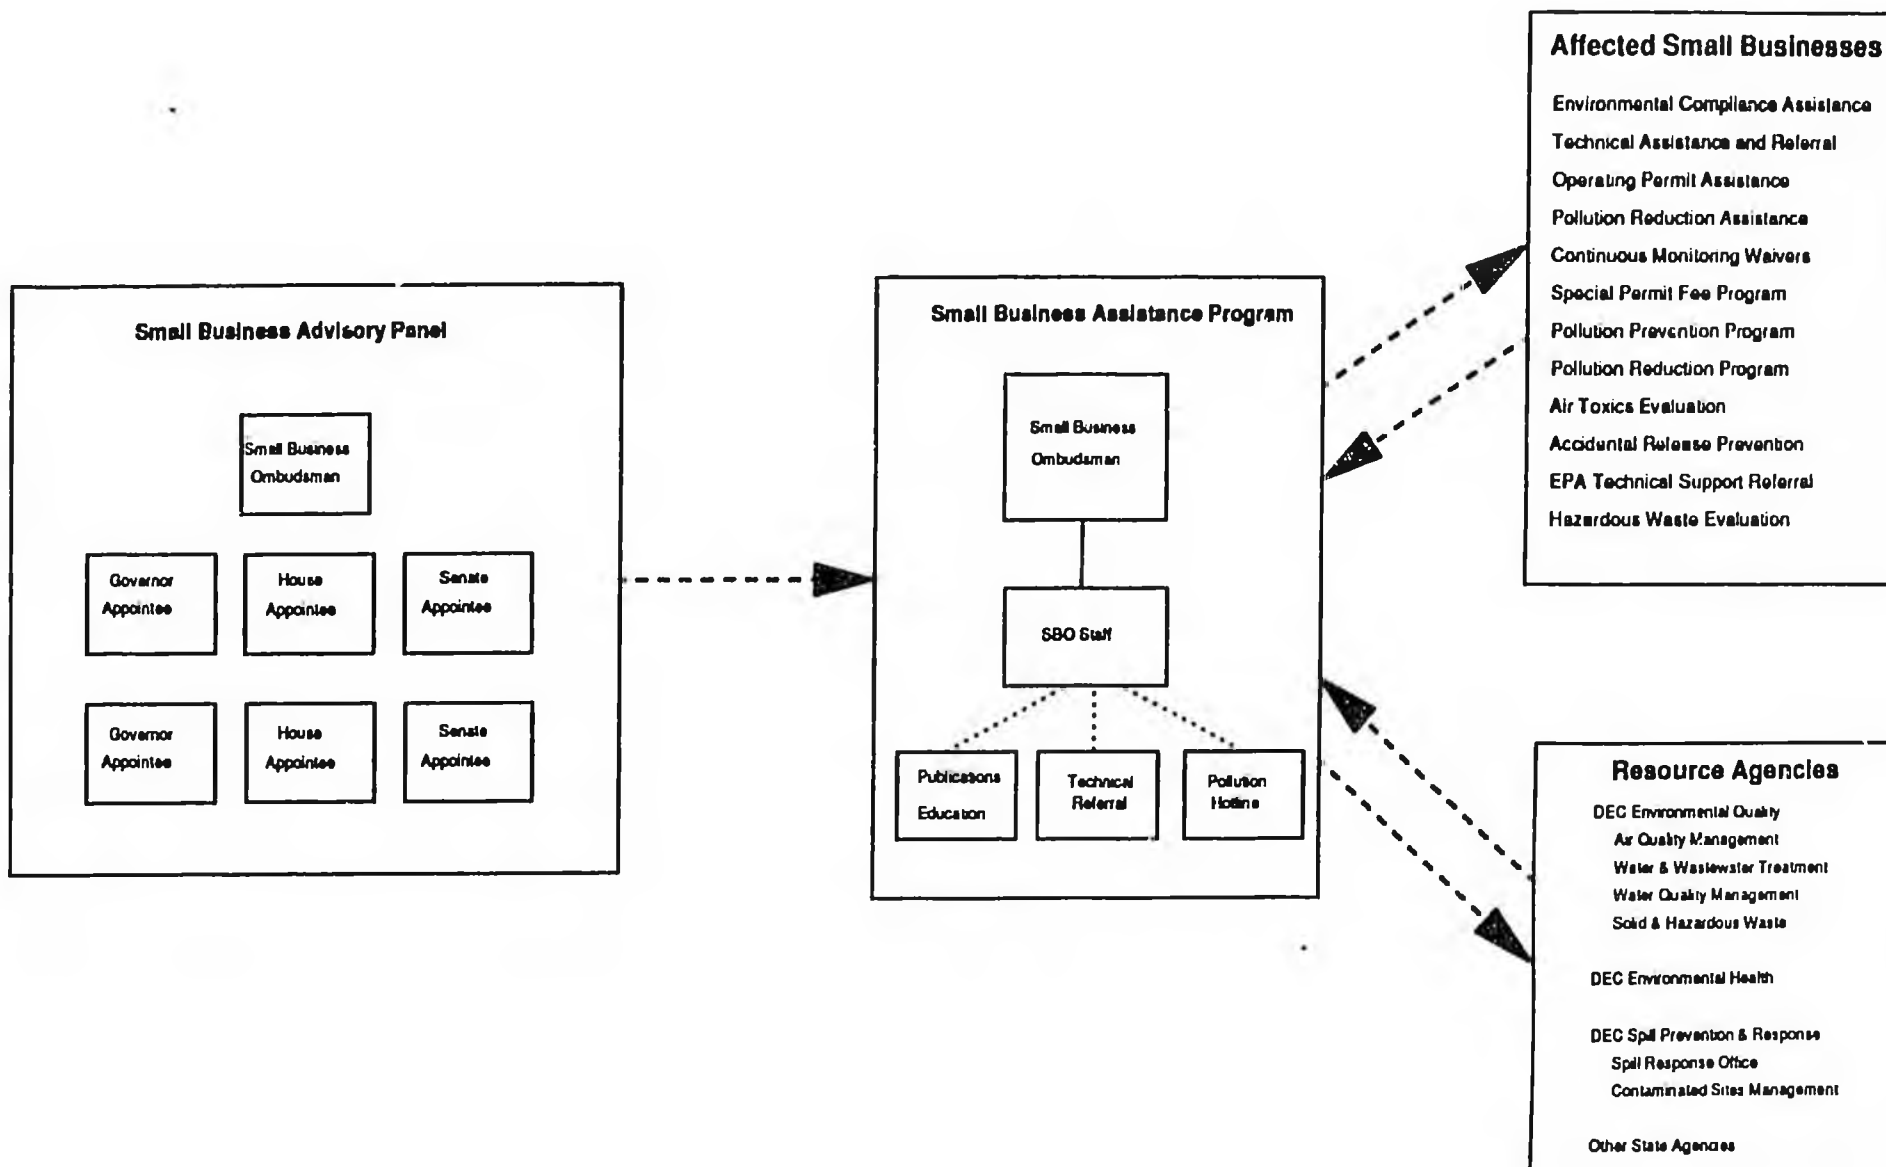 Small Business Advisory Panel
Small Business
Ombudsman
Governor
Appointee
House
Appointee
Senate
Appointee
Governor
Appointee
House
Appointee
Senate
Appointee
Small Business Assistance Program
Small Business
Ombudsman
SBO Staff
Publications
Education
Technical
Referral
Pollution
Hotline
Affected Small Businesses
Environmental Compliance Assistance
Technical Assistance and Referral
Operating Permit Assistance
Pollution Reduction Assistance
Continuous Monitoring Waivers
Special Permit Fee Program
Pollution Prevention Program
Pollution Reduction Program
Air Toxics Evaluation
Accidental Release Prevention
EPA Technical Support Referral
Hazardous Waste Evaluation
Resource Agencies
DEC Environmental Quality
Air Quality Management
Water & Wastewater Treatment
Water Quality Management
Solid & Hazardous Waste
DEC Environmental Health
DEC Spill Prevention & Response
Spill Response Office
Contaminated Sites Management
Other State Agencies